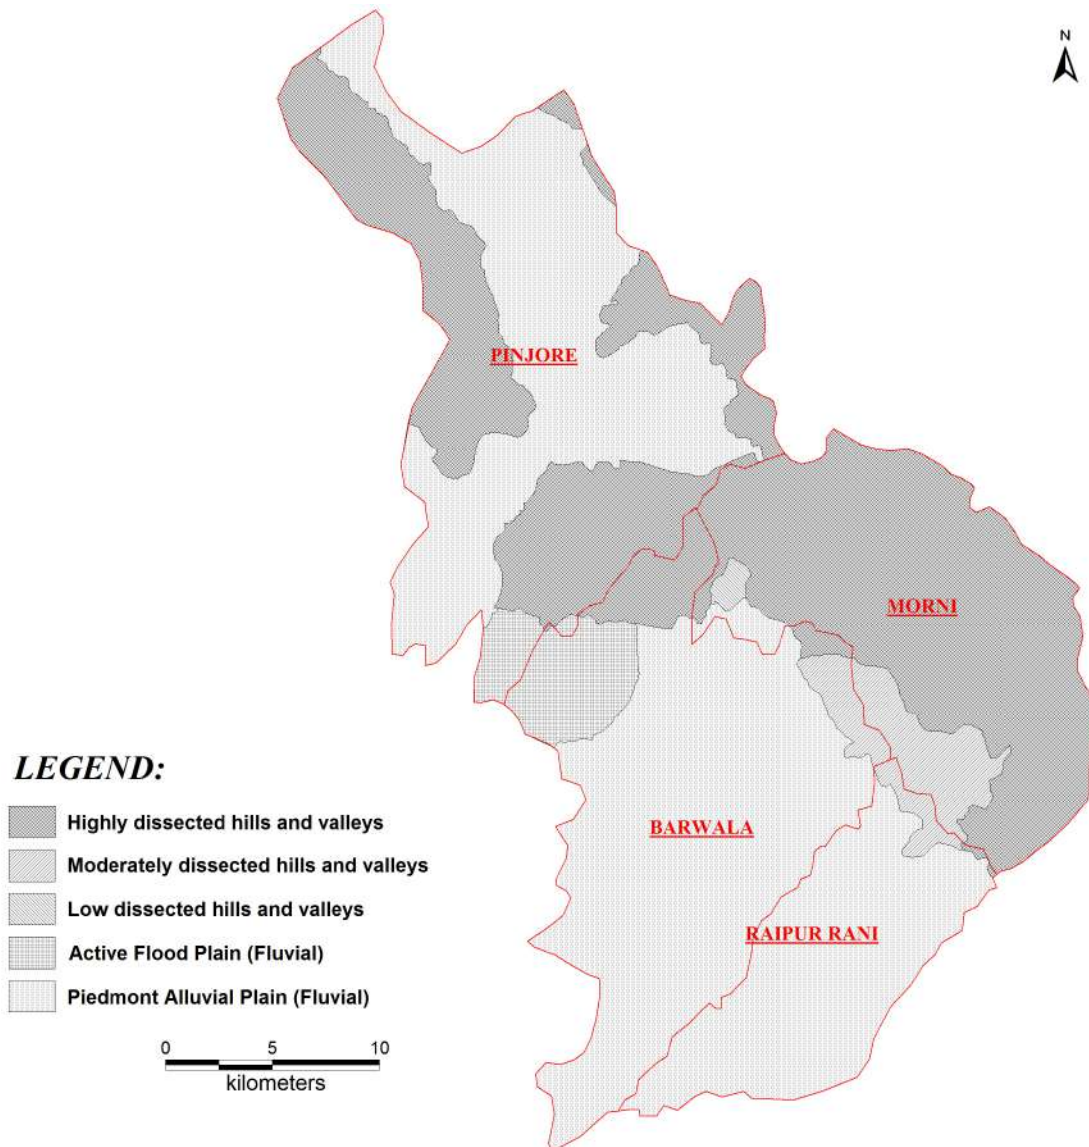 N
PINJORE
MORNI
BARWALA
RAIPUR RANI
LEGEND:
Highly dissected hills and valleys
Moderately dissected hills and valleys
Low dissected hills and valleys
Active Flood Plain (Fluvial)
Piedmont Alluvial Plain (Fluvial)
0 5 10
kilometers